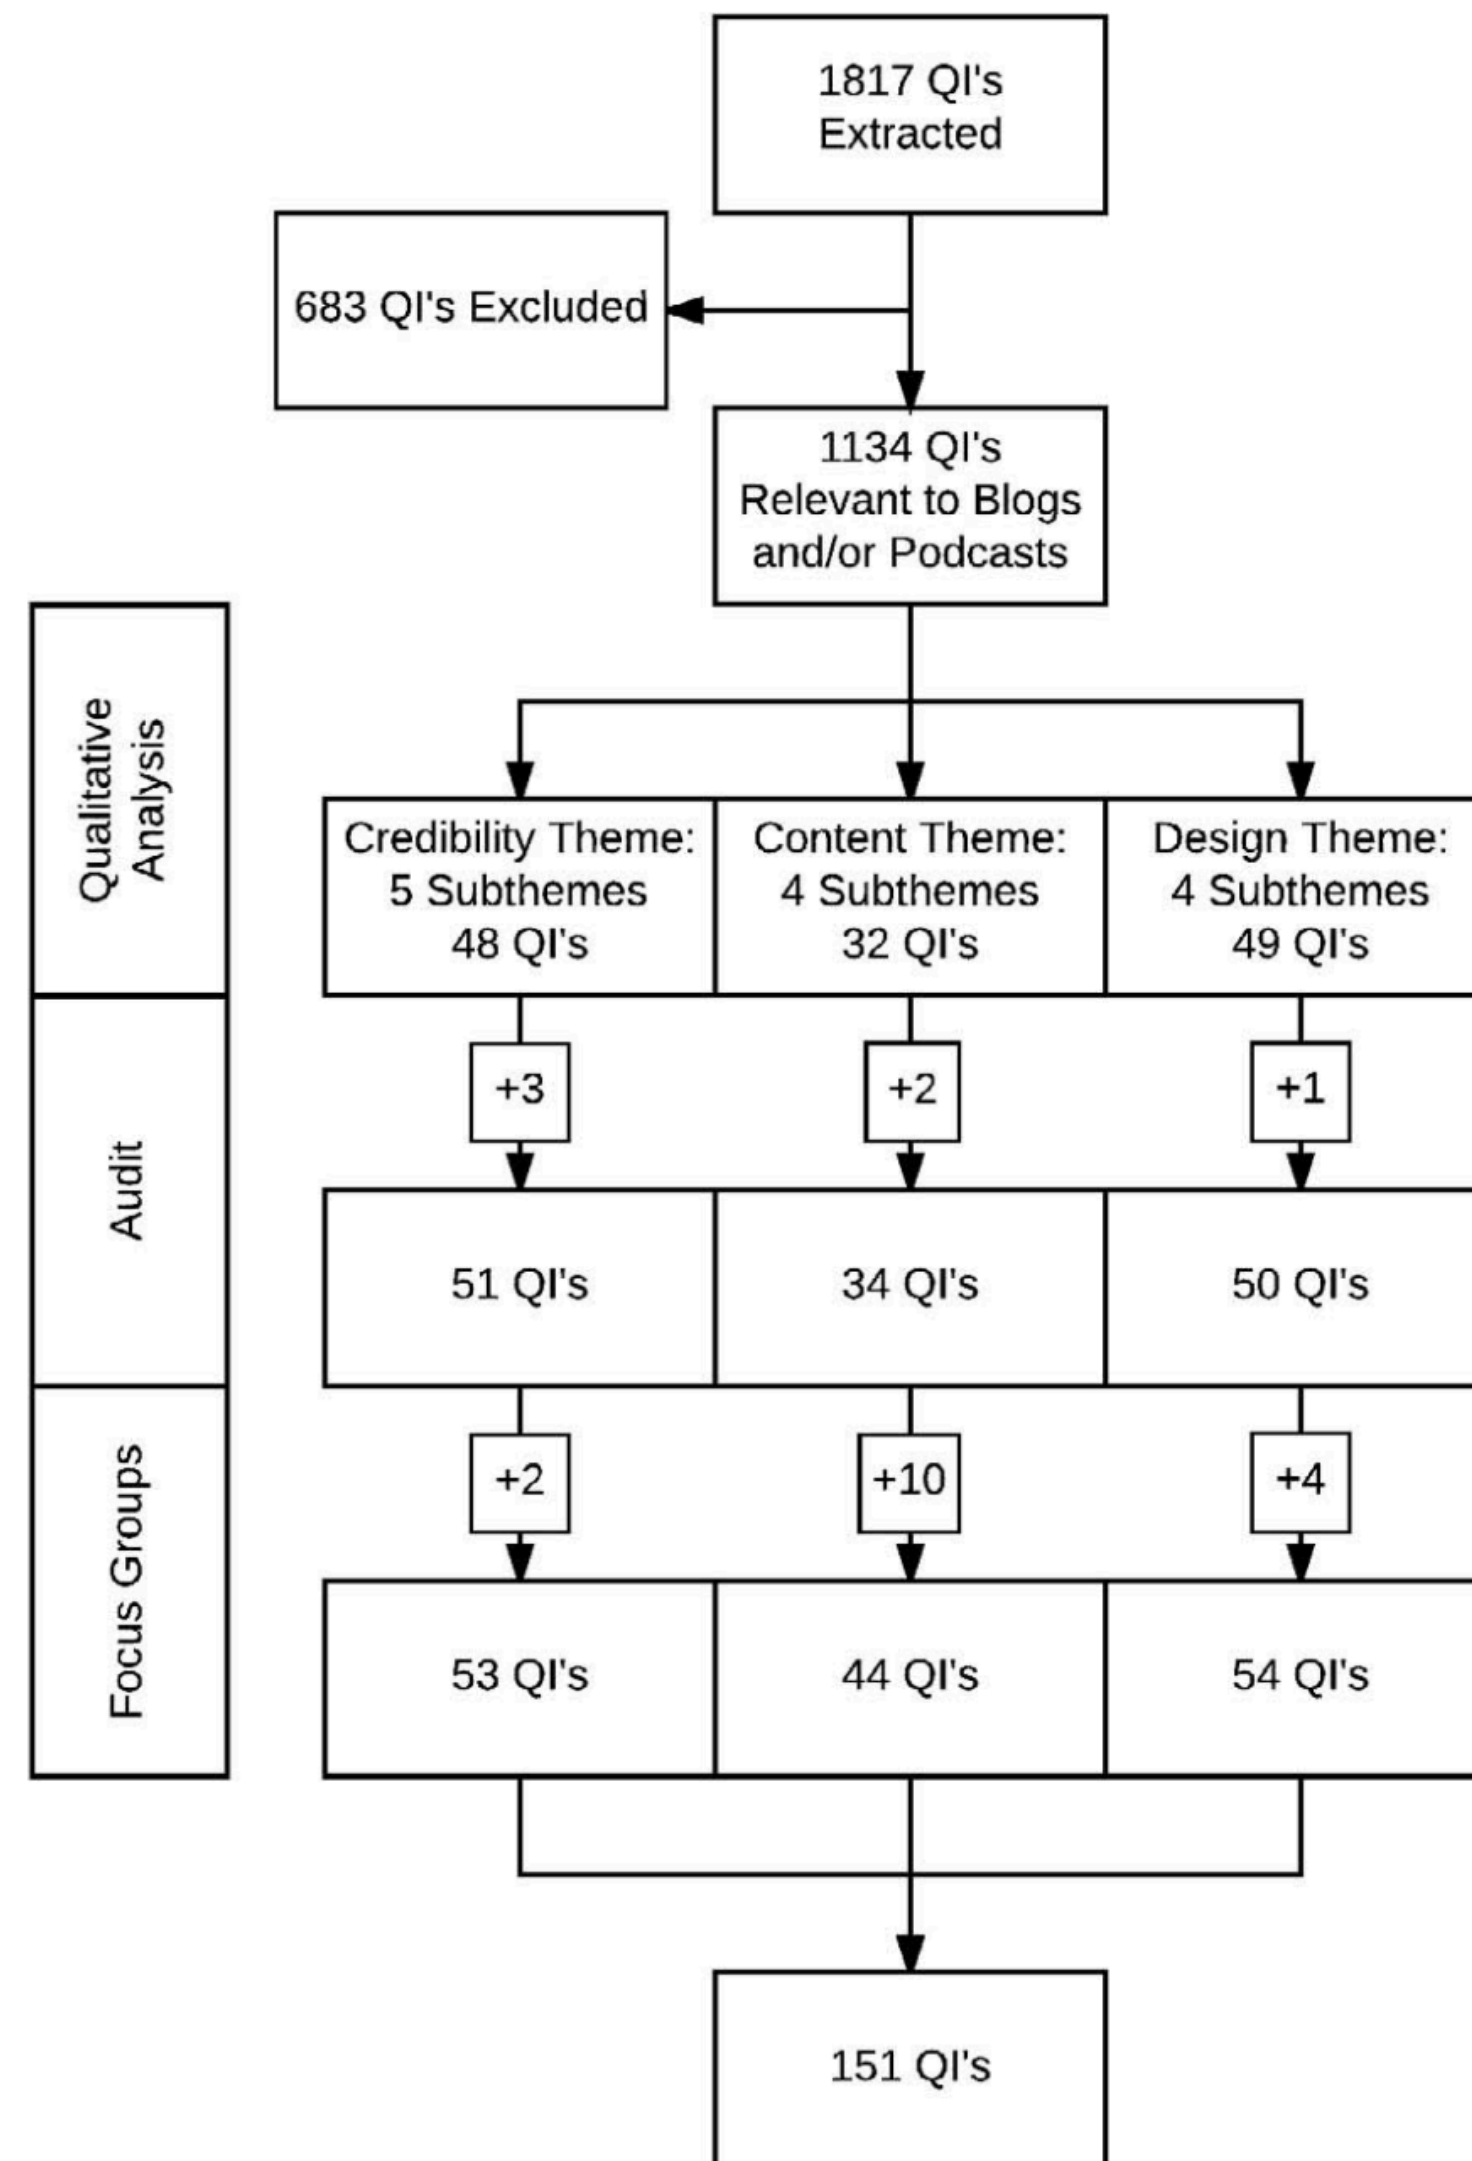 1817 QI's
Extracted
683 QI's Excluded
1134 QI's
Relevant to Blogs
and/or Podcasts
Qualitative
Analysis
Credibility Theme:
5 Subthemes
48 QI's
Content Theme:
4 Subthemes
32 QI's
Design Theme:
4 Subthemes
49 QI's
Audit
+3
+2
+1
51 QI's
34 QI's
50 QI's
Focus Groups
+2
+10
+4
53 QI's
44 QI's
54 QI's
151 QI's